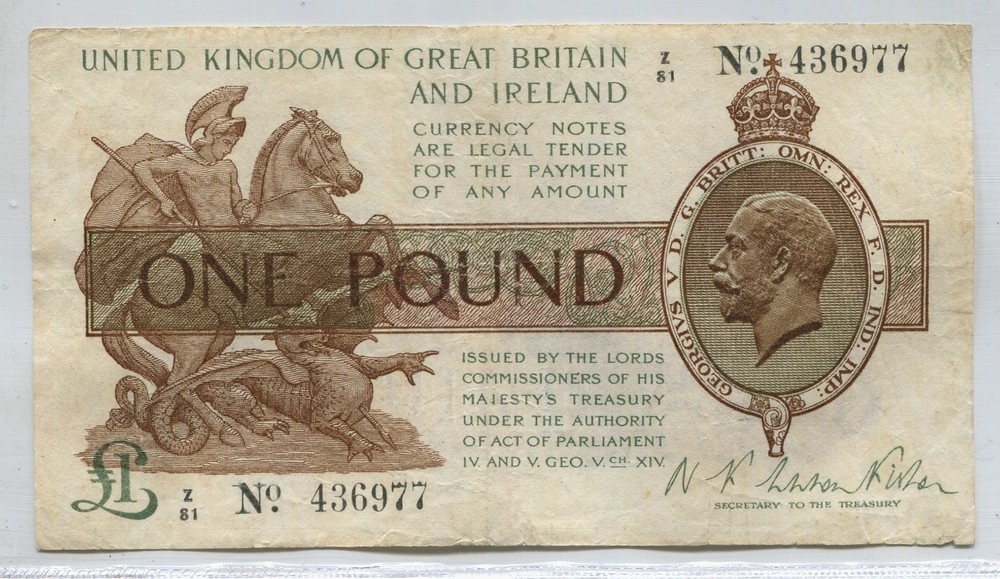 UNITED KINGDOM OF GREAT BRITAIN
AND IRELAND
Z
81
Nº 436977
CURRENCY NOTES
ARE LEGAL TENDER
FOR THE PAYMENT
OF ANY AMOUNT
GEORGIVS V D. G. BRITT: OMN: REX F. D. IND: IMP:
ONE POUND
ISSUED BY THE LORDS
COMMISSIONERS OF HIS
MAJESTY'S TREASURY
UNDER THE AUTHORITY
OF ACT OF PARLIAMENT
IV. AND V. GEO. V. CH. XIV.
£1
Z
81
Nº 436977
N F Warren Fisher
SECRETARY TO THE TREASURY